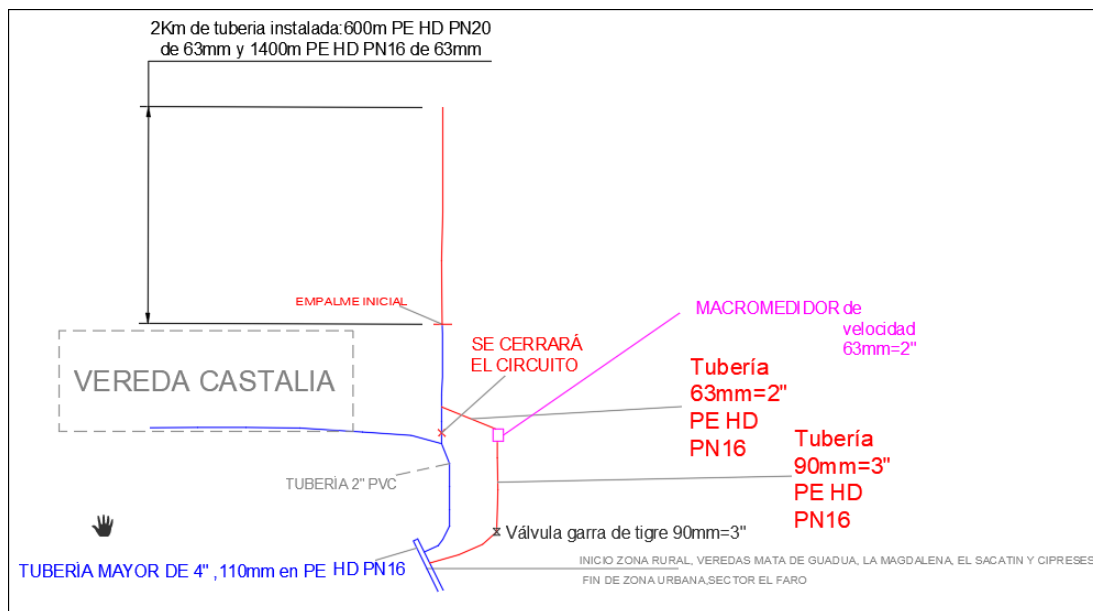 2Km de tuberia instalada:600m PE HD PN20
de 63mm y 1400m PE HD PN16 de 63mm
EMPALME INICIAL
MACROMEDIDOR de
velocidad
63mm=2"
SE CERRARÁ
EL CIRCUITO
VEREDA CASTALIA
Tubería
63mm=2"
PE HD
PN16
Tubería
90mm=3"
PE HD
PN16
TUBERÌA 2" PVC
Válvula garra de tigre 90mm=3"
TUBERÌA MAYOR DE 4" ,110mm en PE HD PN16
INICIO ZONA RURAL, VEREDAS MATA DE GUADUA, LA MAGDALENA, EL SACATIN Y CIPRESES
FIN DE ZONA URBANA,SECTOR EL FARO